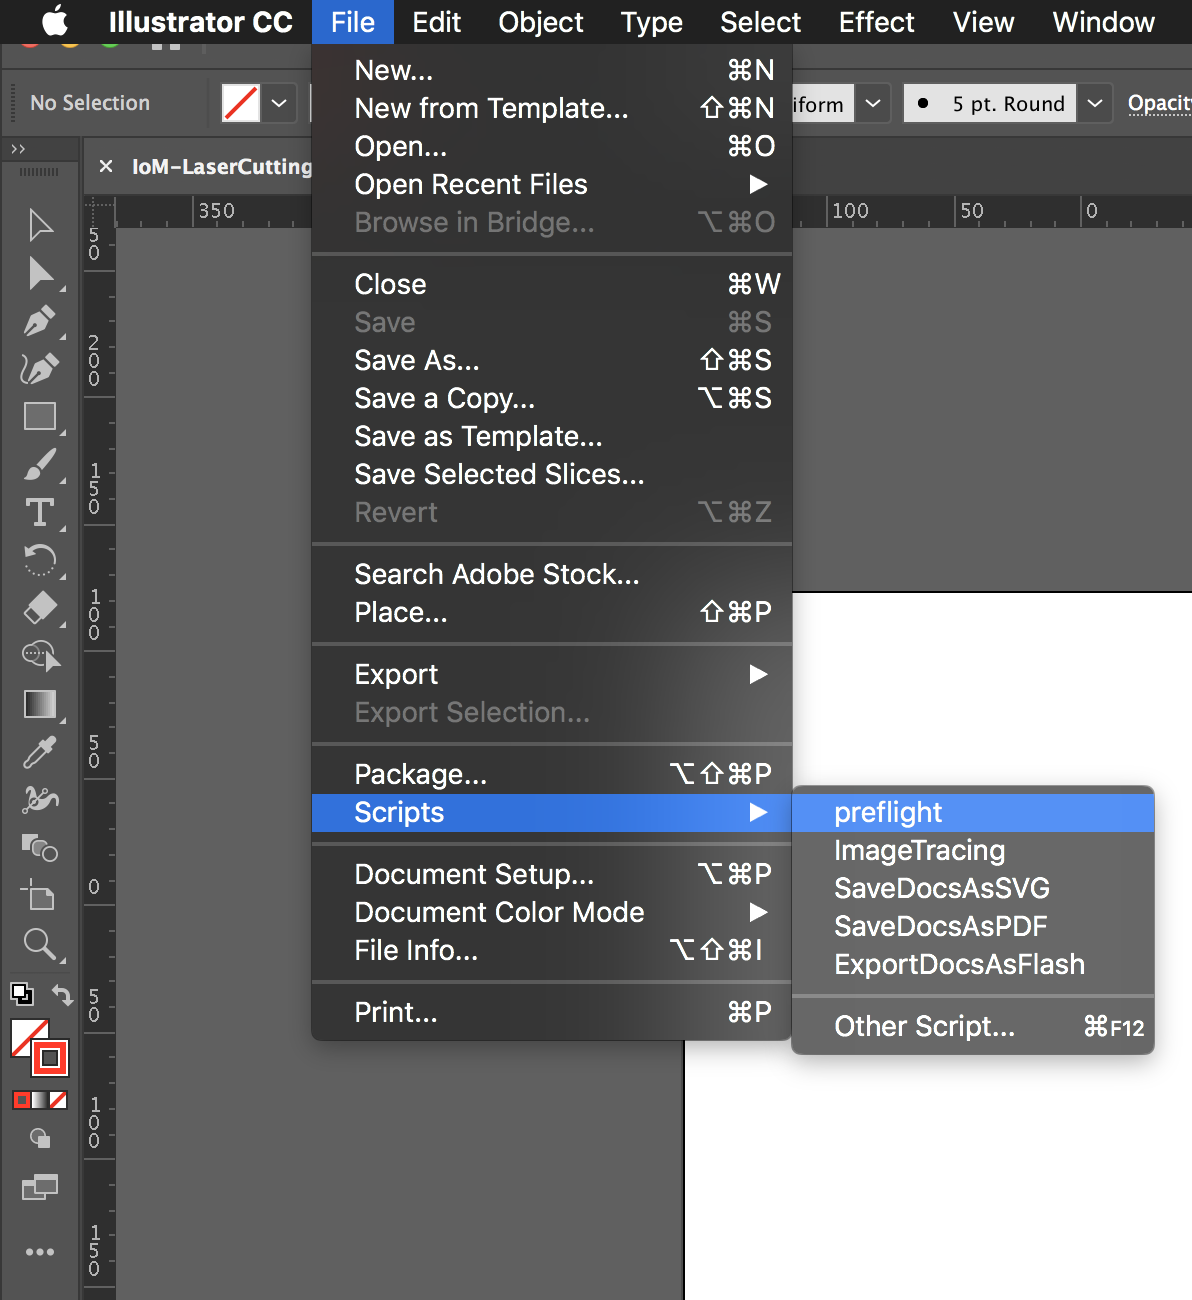 Illustrator CC File Edit Object Type Select Effect View Window
No Selection
iform
5 pt. Round
Opacit
IoM-LaserCutting
350
100
50
0
50
200
150
100
50
0
50
100
150
New... ⌘N
New from Template... ⇧⌘N
Open... ⌘O
Open Recent Files ▶
Browse in Bridge... ⌥⌘O
Close ⌘W
Save ⌘S
Save As... ⇧⌘S
Save a Copy... ⌥⌘S
Save as Template...
Save Selected Slices...
Revert ⌥⌘Z
Search Adobe Stock...
Place... ⇧⌘P
Export ▶
Export Selection...
Package... ⌥⇧⌘P
Scripts ▶
Document Setup... ⌥⌘P
Document Color Mode ▶
File Info... ⌥⇧⌘I
Print... ⌘P
preflight
ImageTracing
SaveDocsAsSVG
SaveDocsAsPDF
ExportDocsAsFlash
Other Script... ⌘F12